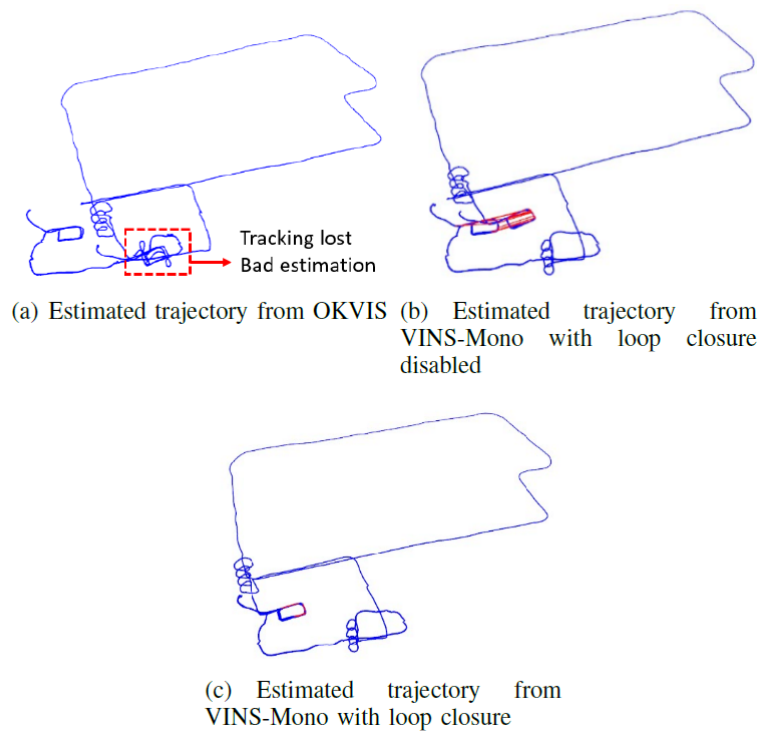 Tracking lost
Bad estimation
(a) Estimated trajectory from OKVIS
(b) Estimated trajectory from
VINS-Mono with loop closure
disabled
(c) Estimated trajectory from
VINS-Mono with loop closure